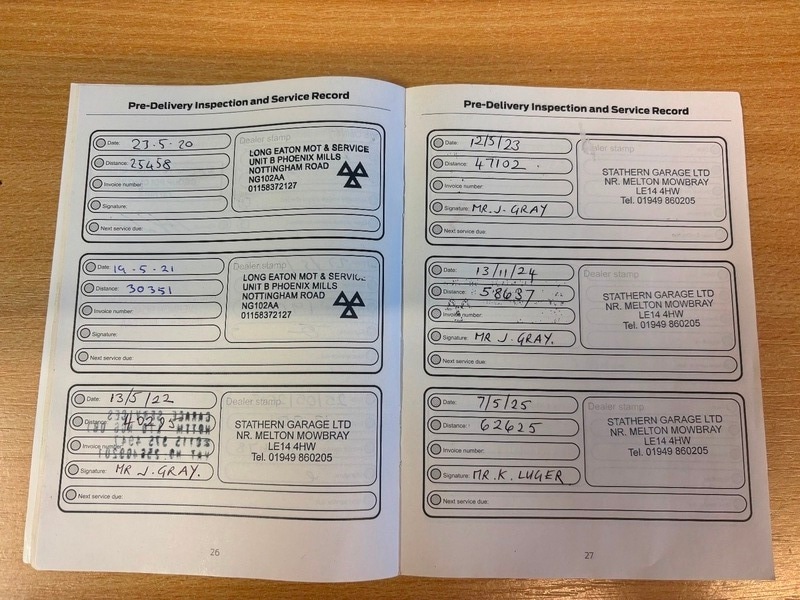 Pre-Delivery Inspection and Service Record
Date: 23.5.20
Distance: 25458
Invoice number:
Signature:
Next service due:
Dealer stamp
LONG EATON MOT & SERVICE
UNIT B PHOENIX MILLS
NOTTINGHAM ROAD
NG102AA
01158372127
Date: 19.5.21
Distance: 30351
Invoice number:
Signature:
Next service due:
Dealer stamp
LONG EATON MOT & SERVICE
UNIT B PHOENIX MILLS
NOTTINGHAM ROAD
NG102AA
01158372127
Date: 13/5/22
Distance:
Invoice number:
Signature: MR J. GRAY.
Next service due:
Dealer stamp
STATHERN GARAGE LTD
NR. MELTON MOWBRAY
LE14 4HW
Tel. 01949 860205
26
Pre-Delivery Inspection and Service Record
Date: 12/5/23
Distance: 47102
Invoice number:
Signature: MR. J. GRAY
Next service due:
Dealer stamp
STATHERN GARAGE LTD
NR. MELTON MOWBRAY
LE14 4HW
Tel. 01949 860205
Date: 13/11/24
Distance: 58637
Invoice number:
Signature: MR J. GRAY.
Next service due:
Dealer stamp
STATHERN GARAGE LTD
NR. MELTON MOWBRAY
LE14 4HW
Tel. 01949 860205
Date: 7/5/25
Distance: 62625
Invoice number:
Signature: MR. K. LUGER
Next service due:
Dealer stamp
STATHERN GARAGE LTD
NR. MELTON MOWBRAY
LE14 4HW
Tel. 01949 860205
27